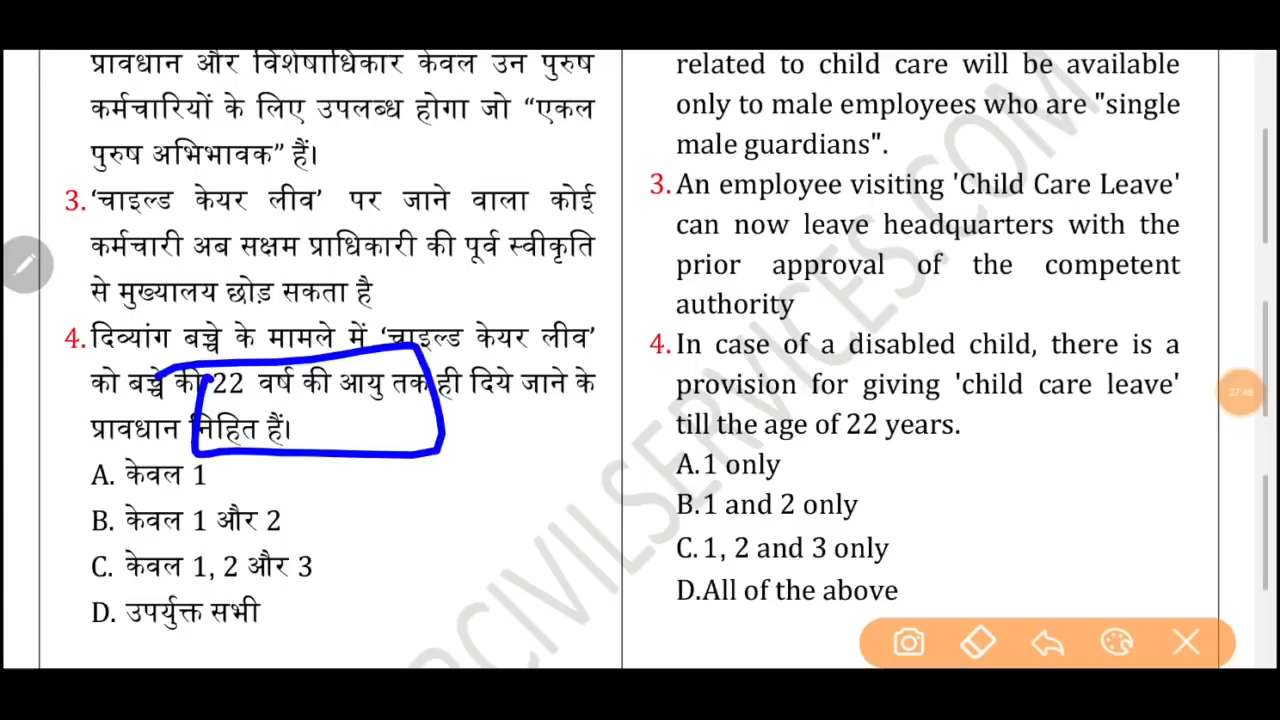 प्रावधान और विशेषाधिकार केवल उन पुरुष
कर्मचारियों के लिए उपलब्ध होगा जो “एकल
पुरुष अभिभावक” हैं।
3. ‘चाइल्ड केयर लीव’ पर जाने वाला कोई
कर्मचारी अब सक्षम प्राधिकारी की पूर्व स्वीकृति
से मुख्यालय छोड़ सकता है
4. दिव्यांग बच्चे के मामले में ‘चाइल्ड केयर लीव’
को बच्चे की 22 वर्ष की आयु तक ही दिये जाने के
प्रावधान निहित हैं।
A. केवल 1
B. केवल 1 और 2
C. केवल 1, 2 और 3
D. उपर्युक्त सभी
related to child care will be available
only to male employees who are "single
male guardians".
3. An employee visiting 'Child Care Leave'
can now leave headquarters with the
prior approval of the competent
authority
4. In case of a disabled child, there is a
provision for giving 'child care leave'
till the age of 22 years.
A. 1 only
B. 1 and 2 only
C. 1, 2 and 3 only
D. All of the above
27:46
RCIVILSERVICES.COM